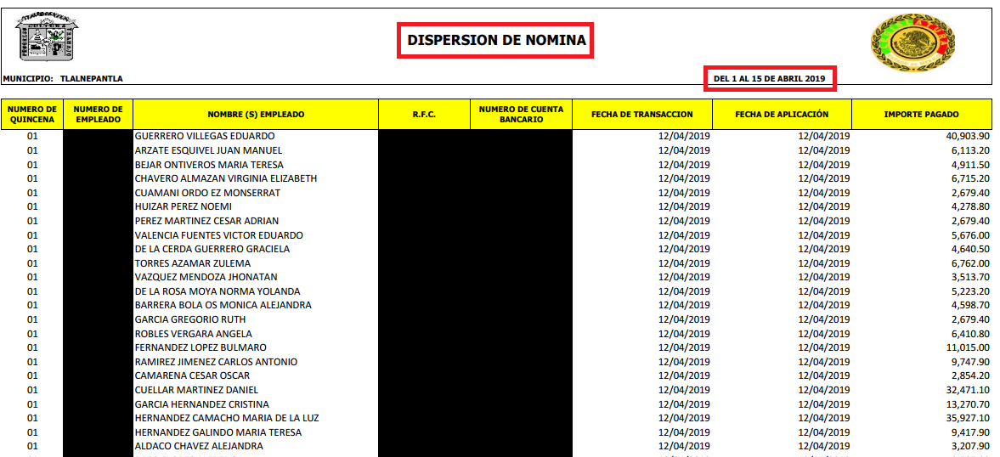 DISPERSION DE NOMINA
MUNICIPIO: TLALNEPANTLA DEL 1 AL 15 DE ABRIL 2019
NUMERO DE QUINCENA NUMERO DE EMPLEADO NOMBRE (S) EMPLEADO R.F.C. NUMERO DE CUENTA BANCARIO FECHA DE TRANSACCION FECHA DE APLICACIÓN IMPORTE PAGADO
01 GUERRERO VILLEGAS EDUARDO 12/04/2019 12/04/2019 40,903.90
01 ARZATE ESQUIVEL JUAN MANUEL 12/04/2019 12/04/2019 6,113.20
01 BEJAR ONTIVEROS MARIA TERESA 12/04/2019 12/04/2019 4,911.50
01 CHAVERO ALMAZAN VIRGINIA ELIZABETH 12/04/2019 12/04/2019 6,715.20
01 CUAMANI ORDO EZ MONSERRAT 12/04/2019 12/04/2019 2,679.40
01 HUIZAR PEREZ NOEMI 12/04/2019 12/04/2019 4,278.80
01 PEREZ MARTINEZ CESAR ADRIAN 12/04/2019 12/04/2019 2,679.40
01 VALENCIA FUENTES VICTOR EDUARDO 12/04/2019 12/04/2019 5,676.00
01 DE LA CERDA GUERRERO GRACIELA 12/04/2019 12/04/2019 4,640.50
01 TORRES AZAMAR ZULEMA 12/04/2019 12/04/2019 6,762.00
01 VAZQUEZ MENDOZA JHONATAN 12/04/2019 12/04/2019 3,513.70
01 DE LA ROSA MOYA NORMA YOLANDA 12/04/2019 12/04/2019 5,223.20
01 BARRERA BOLA OS MONICA ALEJANDRA 12/04/2019 12/04/2019 4,598.70
01 GARCIA GREGORIO RUTH 12/04/2019 12/04/2019 2,679.40
01 ROBLES VERGARA ANGELA 12/04/2019 12/04/2019 6,410.80
01 FERNANDEZ LOPEZ BULMARO 12/04/2019 12/04/2019 11,015.00
01 RAMIREZ JIMENEZ CARLOS ANTONIO 12/04/2019 12/04/2019 9,747.90
01 CAMARENA CESAR OSCAR 12/04/2019 12/04/2019 2,854.20
01 CUELLAR MARTINEZ DANIEL 12/04/2019 12/04/2019 32,471.10
01 GARCIA HERNANDEZ CRISTINA 12/04/2019 12/04/2019 13,270.70
01 HERNANDEZ CAMACHO MARIA DE LA LUZ 12/04/2019 12/04/2019 35,927.10
01 HERNANDEZ GALINDO MARIA TERESA 12/04/2019 12/04/2019 9,417.90
01 ALDACO CHAVEZ ALEJANDRA 12/04/2019 12/04/2019 3,207.90